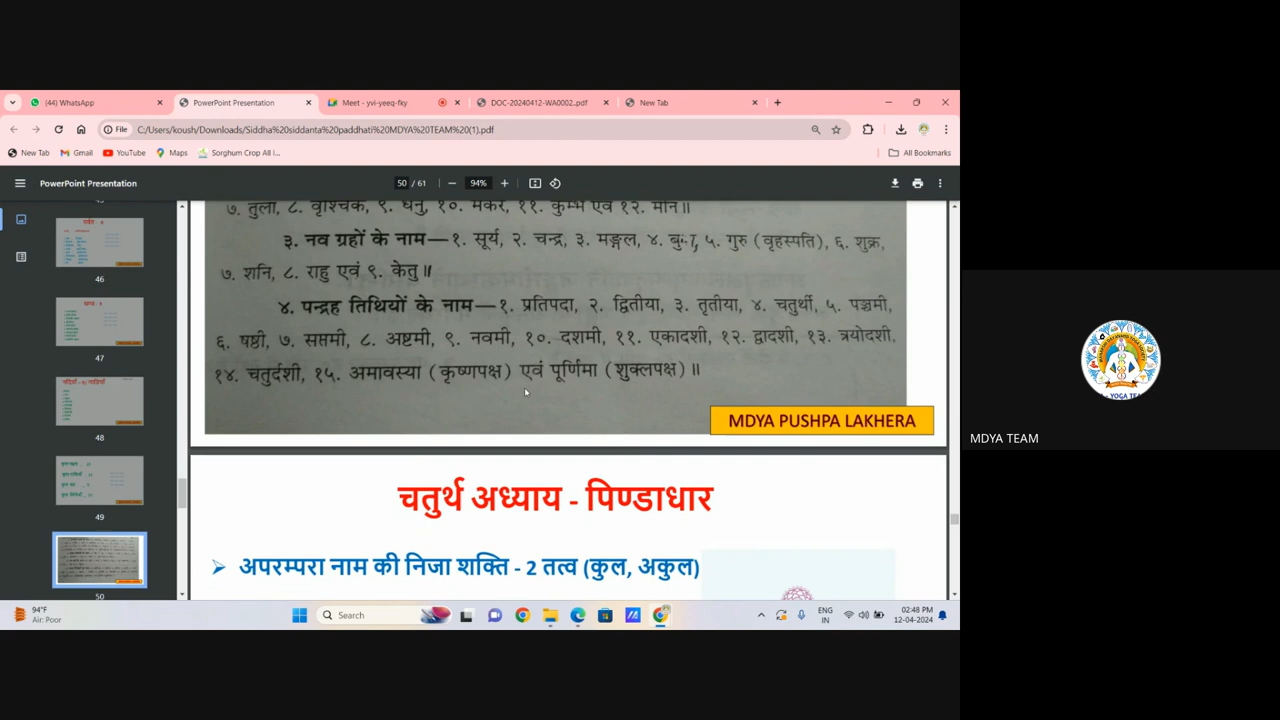 (44) WhatsApp
PowerPoint Presentation
Meet - yvi-yeeq-fky
DOC-20240412-WA0002.pdf
New Tab
File
C:/Users/koush/Downloads/Siddha%20siddanta%20paddhati%20MDYA%20TEAM%20(1).pdf
New Tab
Gmail
YouTube
Maps
Sorghum Crop All I...
All Bookmarks
PowerPoint Presentation
50 / 61
94%
46
47
48
49
50
७. तुला, ८. वृश्चिक, ९. धनु, १०. मकर, ११. कुम्भ एवं १२. मीन॥
३. नव ग्रहों के नाम—१. सूर्य, २. चन्द्र, ३. मङ्गल, ४. ५. गुरु (वृहस्पति), ६. शुक्र,
७. शनि, ८. राहु एवं ९. केतु॥
४. पन्द्रह तिथियों के नाम—१. प्रतिपदा, २. द्वितीया, ३. तृतीया, ४. चतुर्थी, ५. पञ्चमी,
६. षष्ठी, ७. सप्तमी, ८. अष्टमी, ९. नवमी, १०. दशमी, ११. एकादशी, १२. द्वादशी, १३. त्रयोदशी,
१४. चतुर्दशी, १५. अमावस्या (कृष्णपक्ष) एवं पूर्णिमा (शुक्लपक्ष)॥
MDYA PUSHPA LAKHERA
चतुर्थ अध्याय - पिण्डाधार
➢ अपरम्परा नाम की निजा शक्ति - 2 तत्व (कुल, अकुल)
MDYA TEAM
94°F
Air: Poor
Search
ENG
IN
02:48 PM
12-04-2024